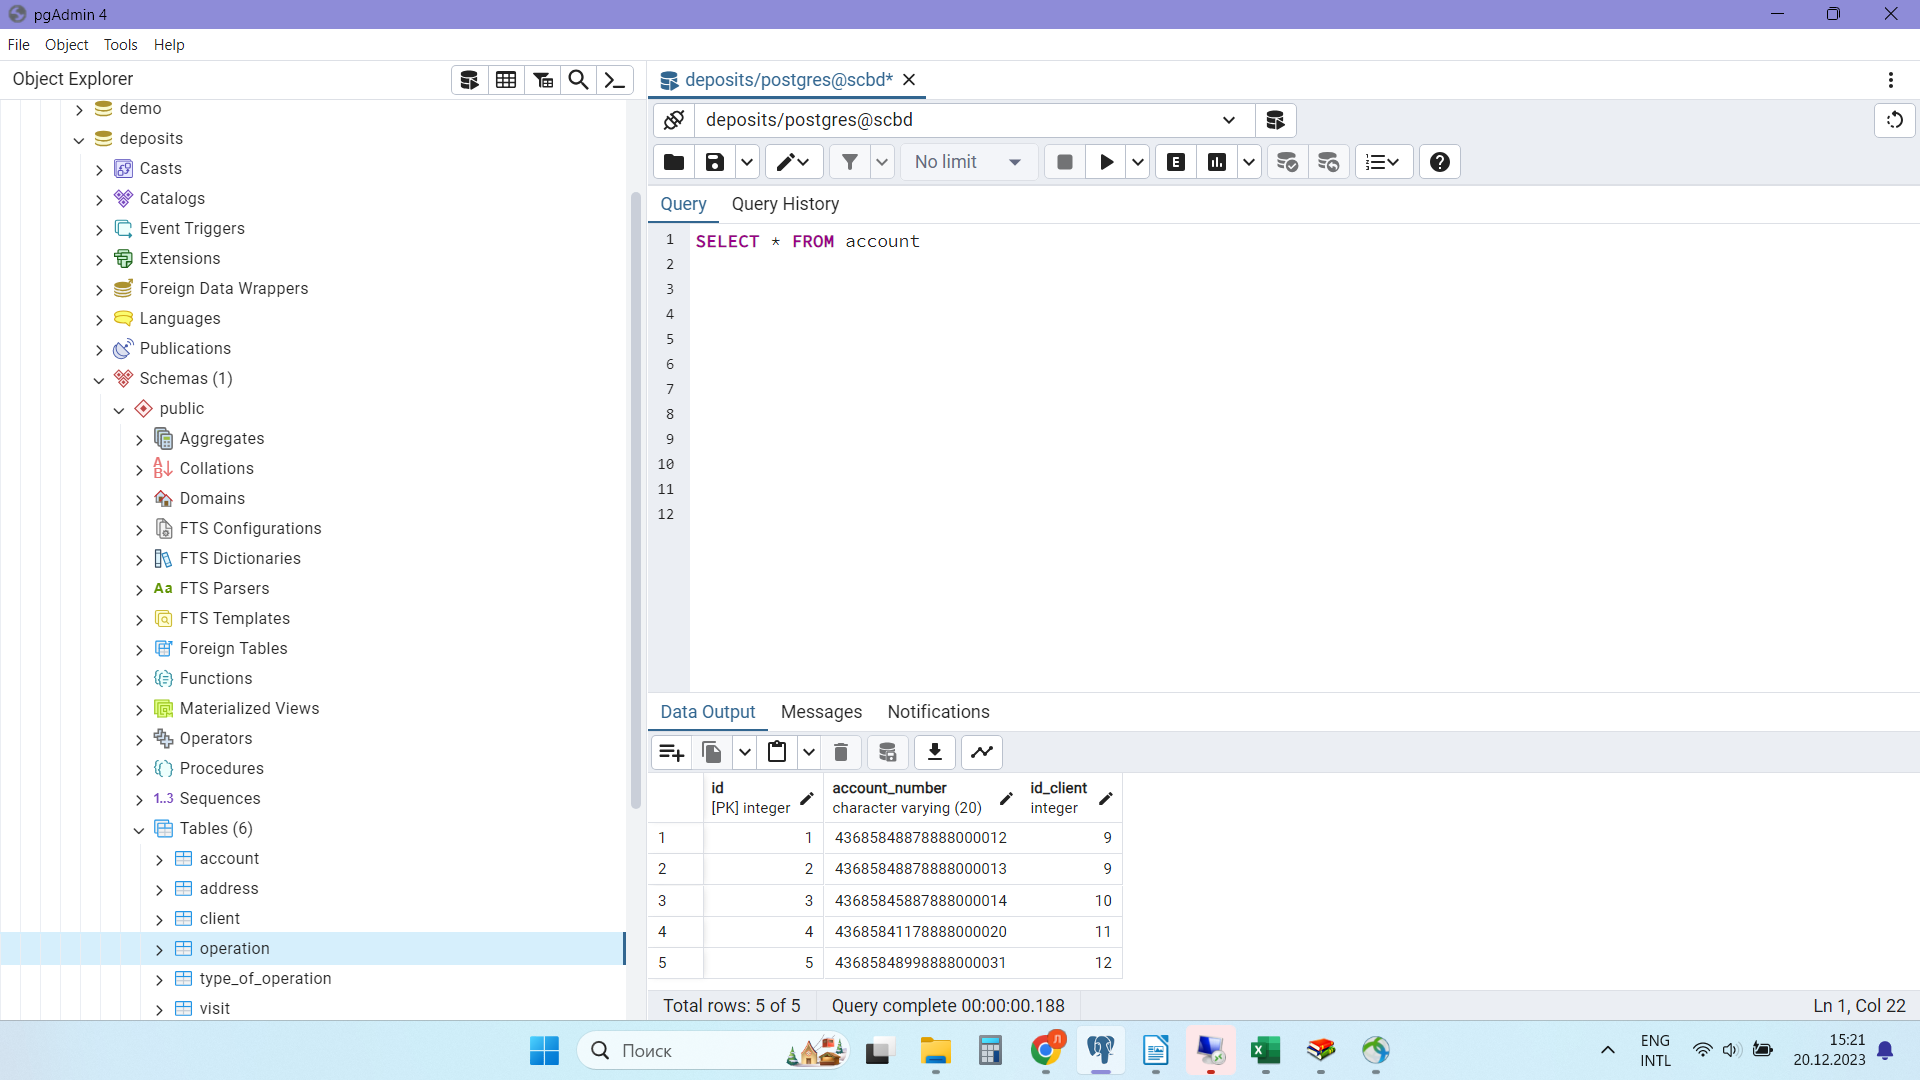 pgAdmin 4
File Object Tools Help
Object Explorer
demo
deposits
Casts
Catalogs
Event Triggers
Extensions
Foreign Data Wrappers
Languages
Publications
Schemas (1)
public
Aggregates
Collations
Domains
FTS Configurations
FTS Dictionaries
Aa FTS Parsers
FTS Templates
Foreign Tables
Functions
Materialized Views
Operators
Procedures
1..3 Sequences
Tables (6)
account
address
client
operation
type_of_operation
visit
deposits/postgres@scbd*
deposits/postgres@scbd
No limit
E
Query Query History
1 SELECT * FROM account
2
3
4
5
6
7
8
9
10
11
12
Data Output Messages Notifications
id account_number id_client
[PK] integer character varying (20) integer
1 1 43685848878888000012 9
2 2 43685848878888000013 9
3 3 43685845887888000014 10
4 4 43685841178888000020 11
5 5 43685848998888000031 12
Total rows: 5 of 5 Query complete 00:00:00.188 Ln 1, Col 22
Поиск
Л
ENG
INTL
15:21
20.12.2023